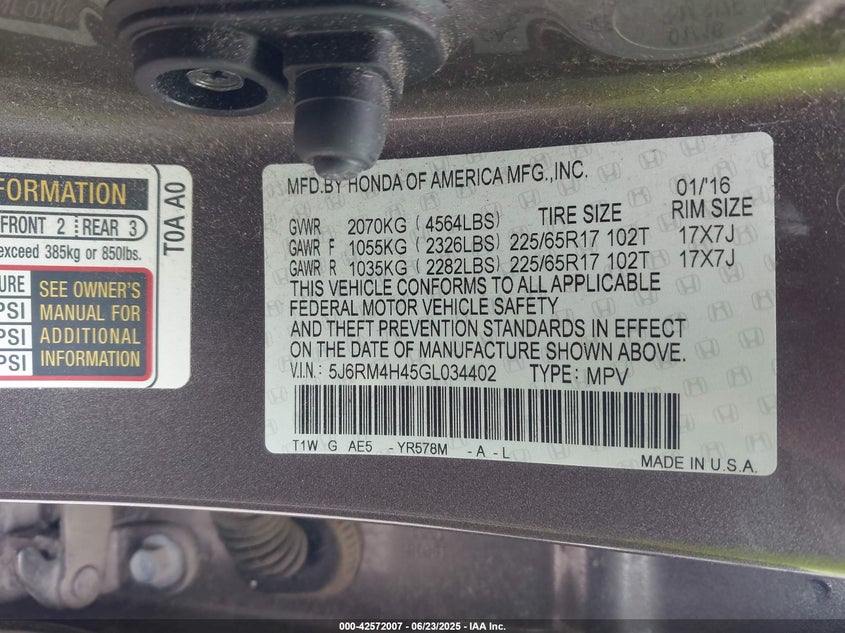 FORMATION
FRONT 2 REAR 3
exceed 385kg or 850lbs.
URE
PSI
PSI
PSI
SEE OWNER'S
MANUAL FOR
ADDITIONAL
INFORMATION
T0A A0
MFD.BY HONDA OF AMERICA MFG.,INC. 01/'16
GVWR 2070KG (4564LBS) TIRE SIZE RIM SIZE
GAWR F 1055KG (2326LBS) 225/65R17 102T 17X7J
GAWR R 1035KG (2282LBS) 225/65R17 102T 17X7J
THIS VEHICLE CONFORMS TO ALL APPLICABLE
FEDERAL MOTOR VEHICLE SAFETY
AND THEFT PREVENTION STANDARDS IN EFFECT
ON THE DATE OF MANUFACTURE SHOWN ABOVE.
V.I.N.: 5J6RM4H45GL034402 TYPE: MPV
T1W G AE5 -YR578M -A-L
MADE IN U.S.A.
000-42572007 - 06/23/2025 - IAA Inc.